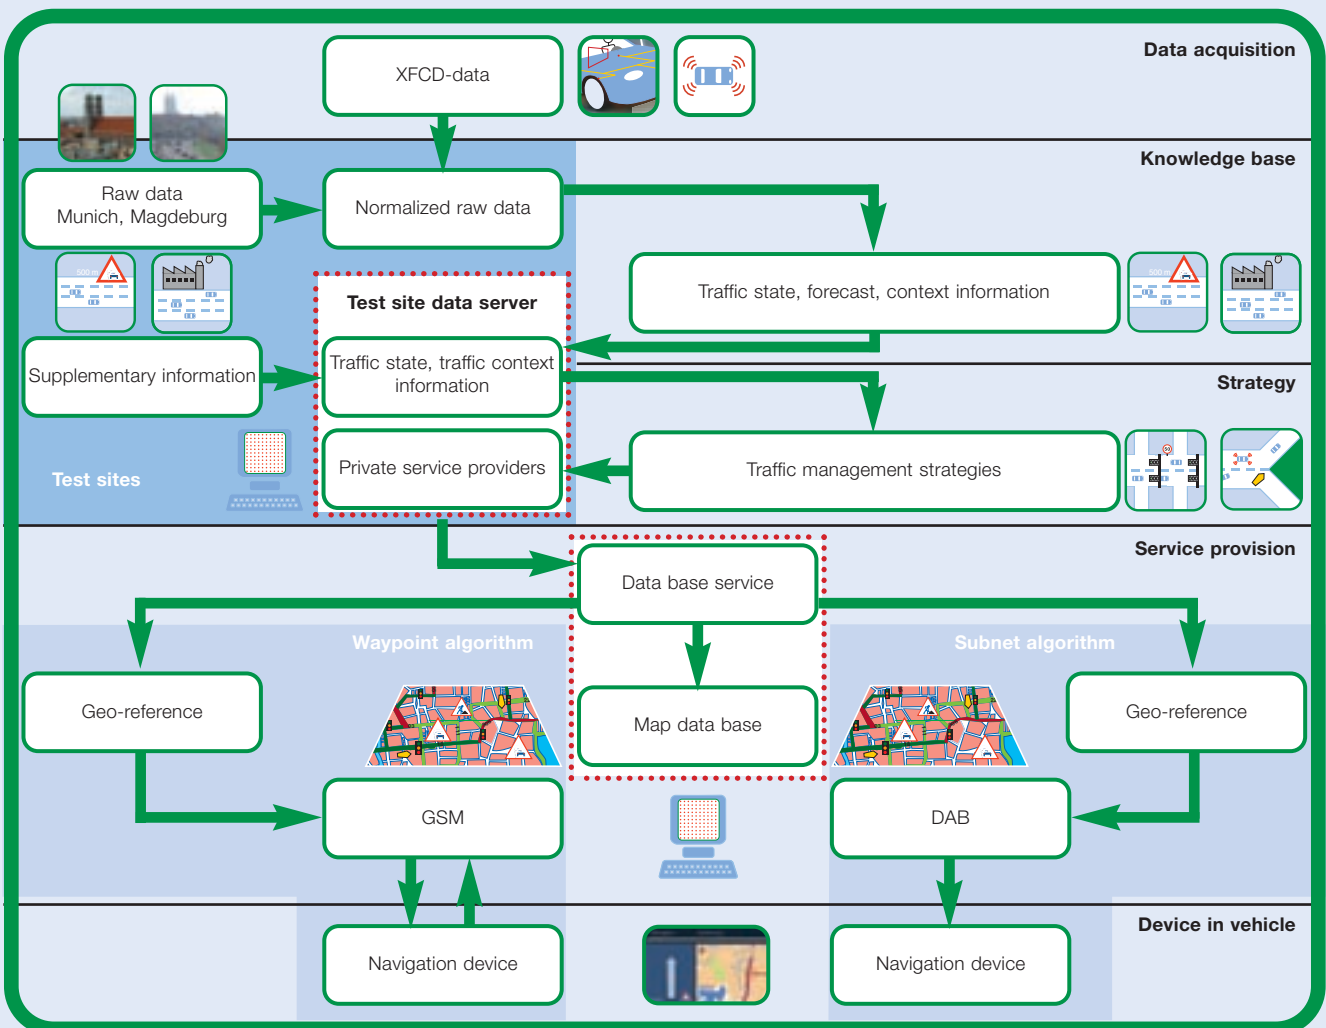 Data acquisition
XFCD-data
Knowledge base
Raw data
Munich, Magdeburg
Normalized raw data
500 m
Traffic state, forecast, context information
500 m
Test site data server
Supplementary information
Traffic state, traffic context
information
Strategy
Private service providers
Traffic management strategies
50
Test sites
Service provision
Data base service
Waypoint algorithm
Subnet algorithm
Geo-reference
Map data base
Geo-reference
GSM
DAB
Device in vehicle
Navigation device
Navigation device